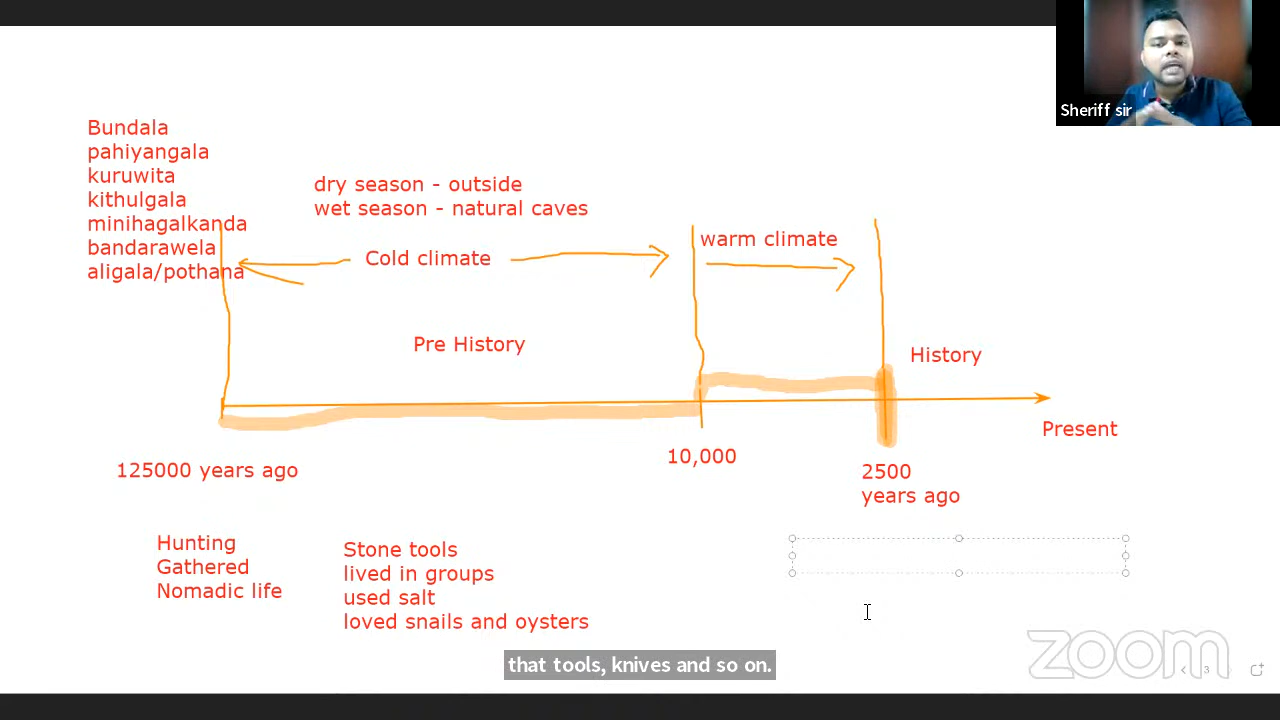 Sheriff sir
Bundala
pahiyangala
kuruwita
kithulgala
minihagalkanda
bandarawela
aligala/pothana
dry season - outside
wet season - natural caves
Cold climate
warm climate
Pre History
History
Present
125000 years ago
10,000
2500
years ago
Hunting
Gathered
Nomadic life
Stone tools
lived in groups
used salt
loved snails and oysters
that tools, knives and so on.
zoom
3